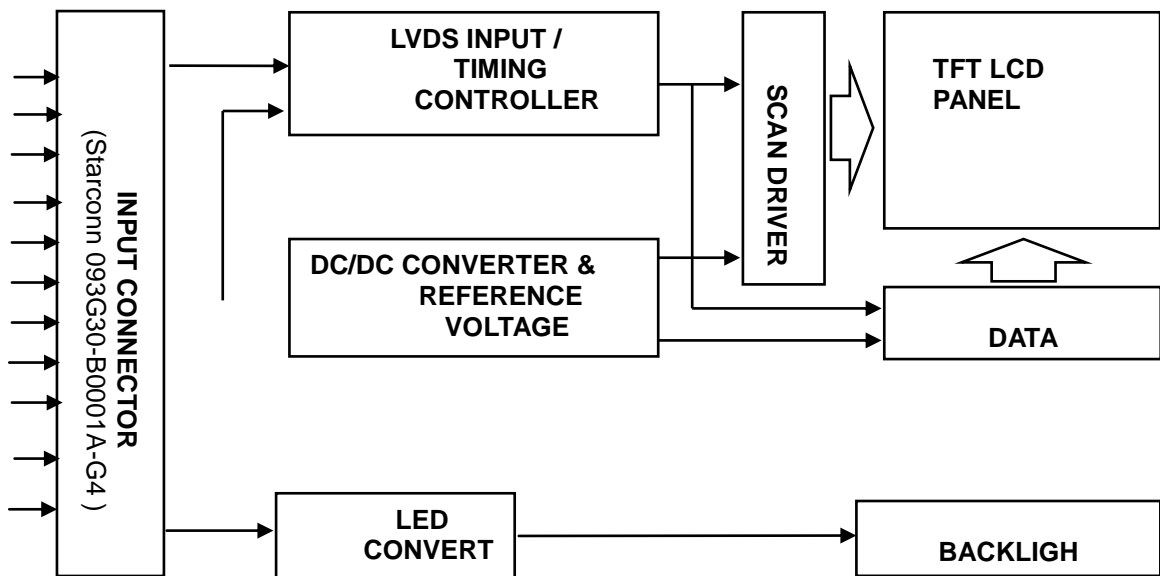 INPUT CONNECTOR
(Starconn 093G30-B0001A-G4 )
LVDS INPUT /
TIMING
CONTROLLER
DC/DC CONVERTER &
REFERENCE
VOLTAGE
LED
CONVERT
SCAN DRIVER
TFT LCD
PANEL
DATA
BACKLIGH